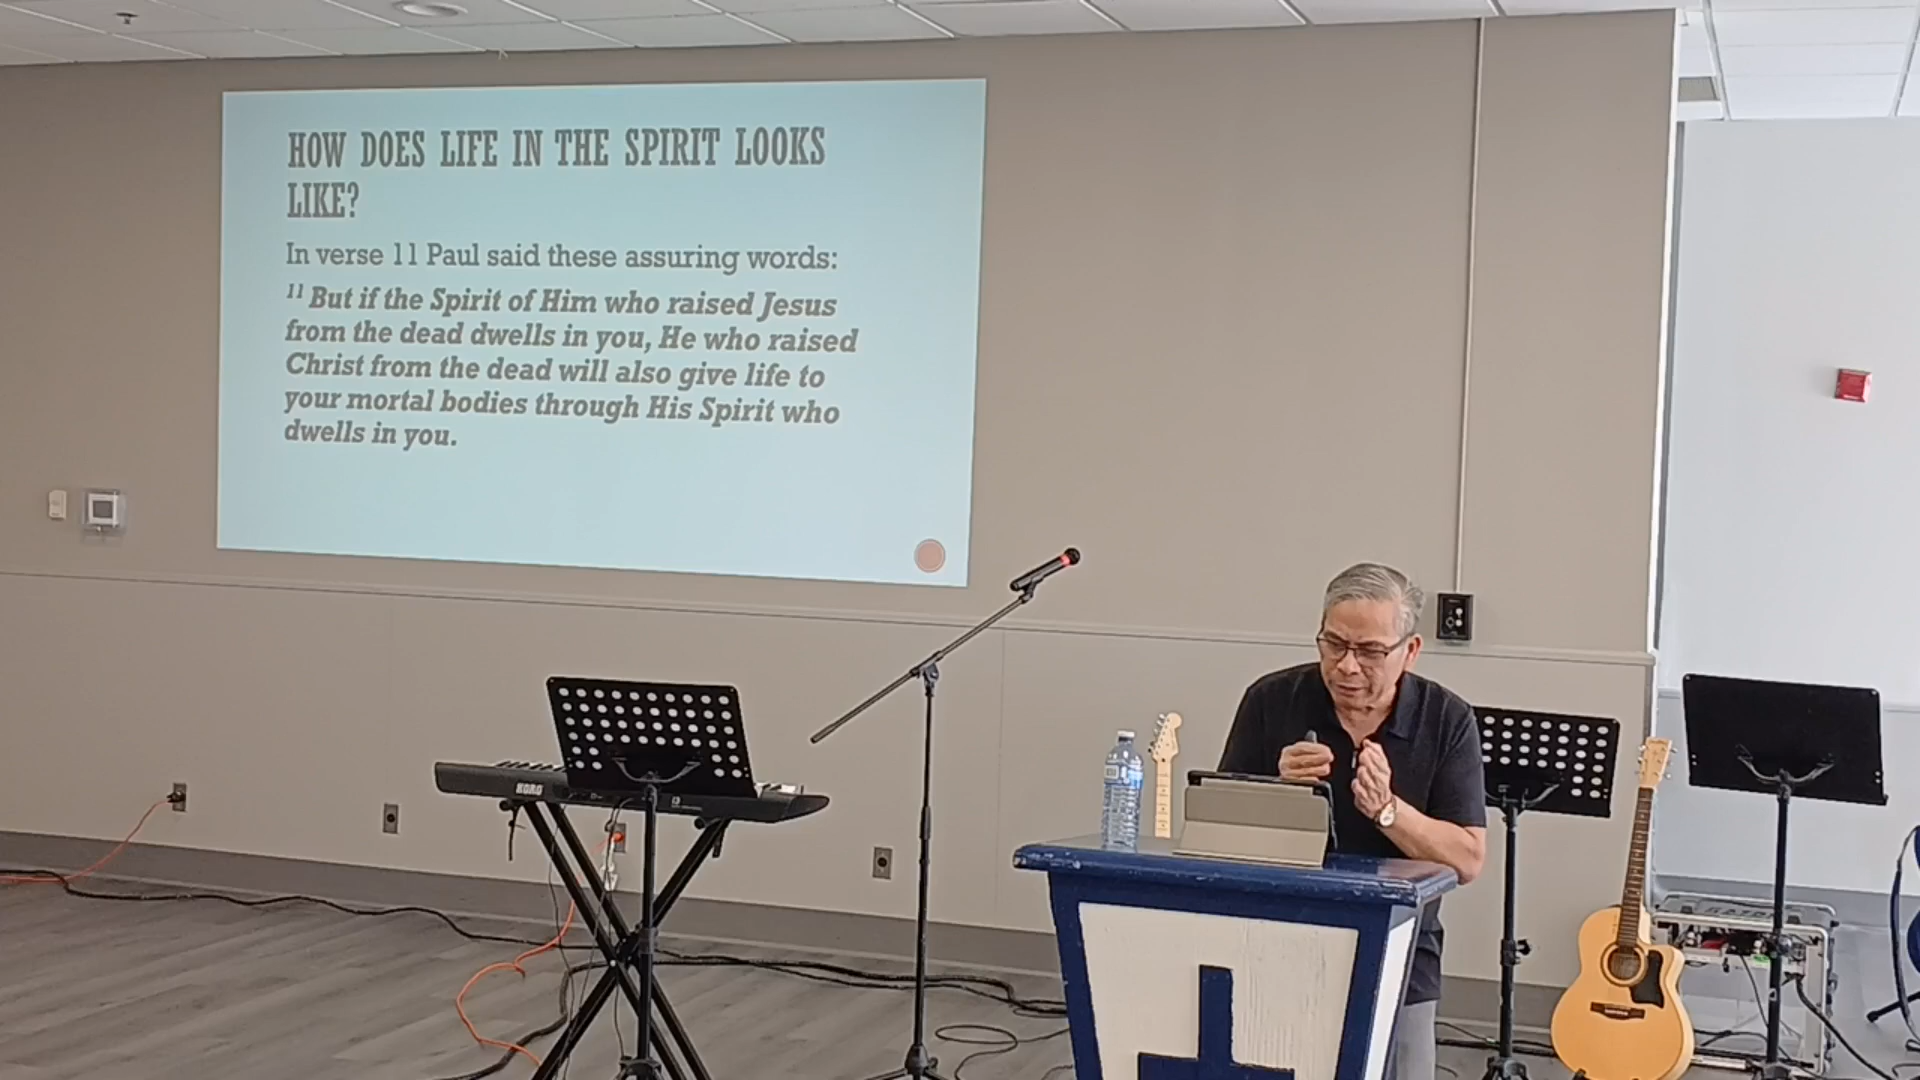 HOW DOES LIFE IN THE SPIRIT LOOKS
LIKE?
In verse 11 Paul said these assuring words:
11 But if the Spirit of Him who raised Jesus
from the dead dwells in you, He who raised
Christ from the dead will also give life to
your mortal bodies through His Spirit who
dwells in you.
KORG